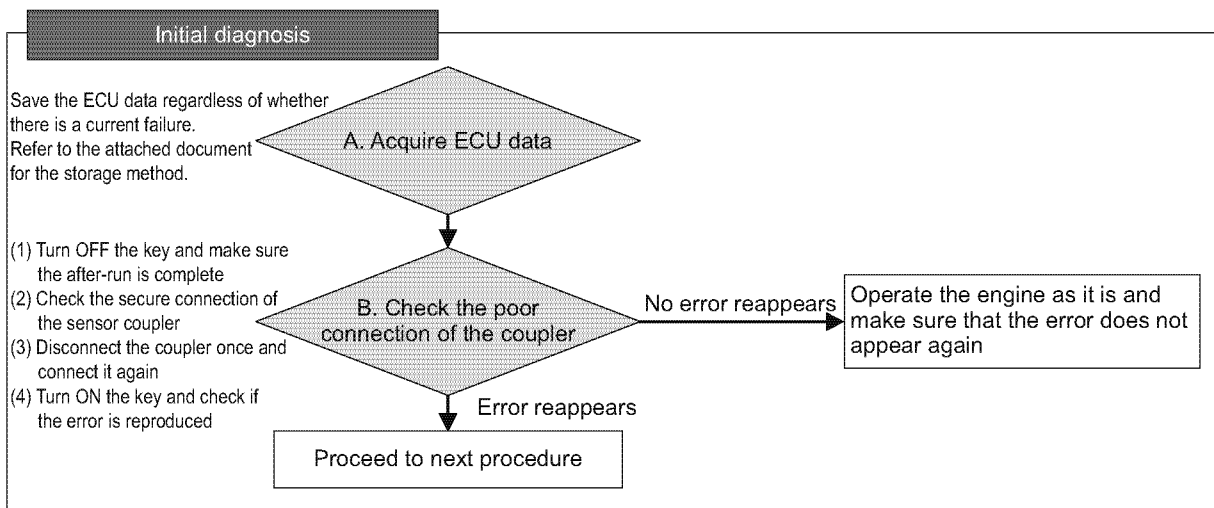 Initial diagnosis
Save the ECU data regardless of whether
there is a current failure.
Refer to the attached document
for the storage method.
A. Acquire ECU data
(1) Turn OFF the key and make sure
the after-run is complete
(2) Check the secure connection of
the sensor coupler
(3) Disconnect the coupler once and
connect it again
(4) Turn ON the key and check if
the error is reproduced
B. Check the poor
connection of the coupler
No error reappears
Operate the engine as it is and
make sure that the error does not
appear again
Error reappears
Proceed to next procedure